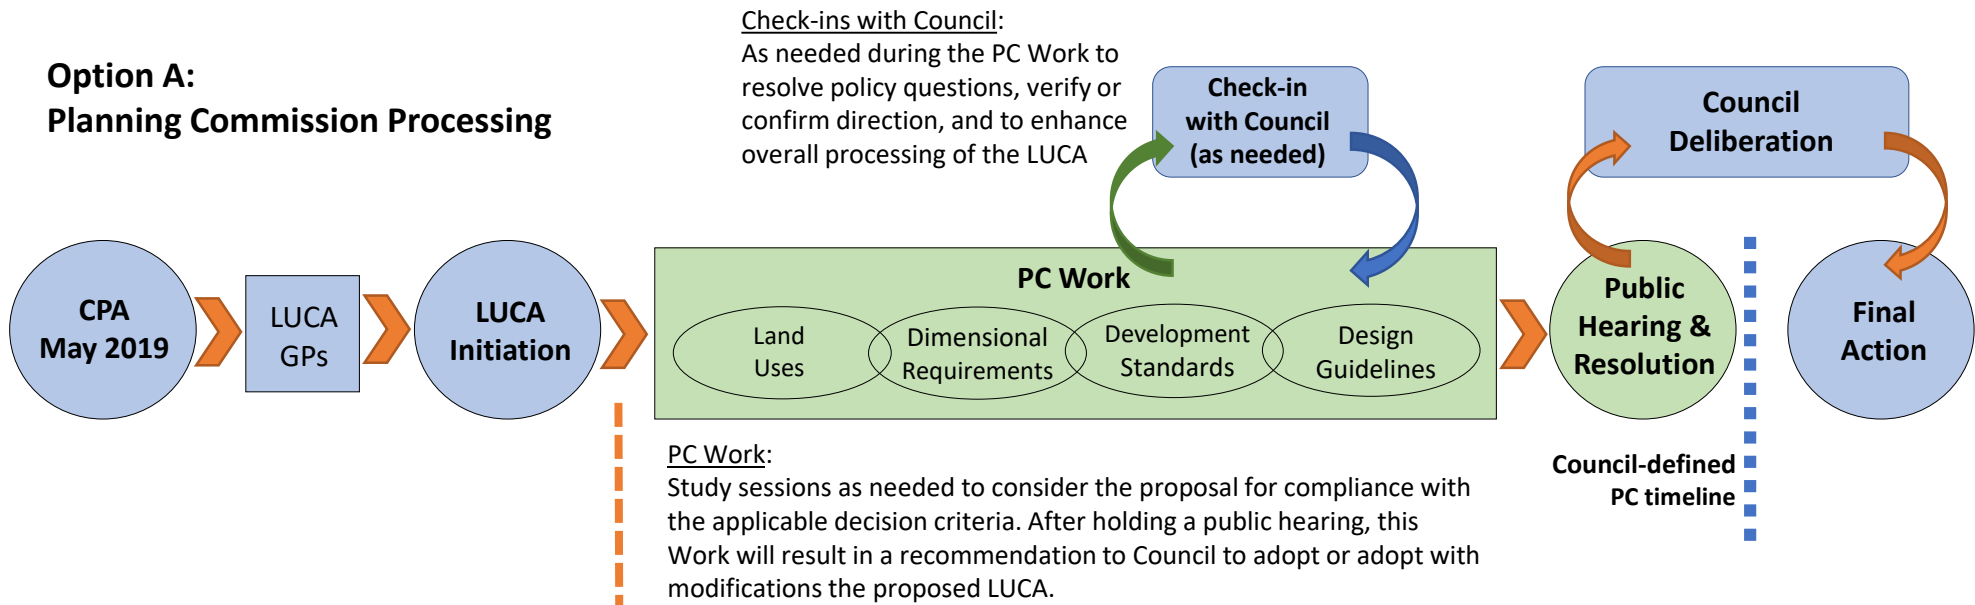 Option A:
Planning Commission Processing
Check-ins with Council:
As needed during the PC Work to
resolve policy questions, verify or
confirm direction, and to enhance
overall processing of the LUCA
Check-in
with Council
(as needed)
Council
Deliberation
CPA
May 2019
LUCA
GPs
LUCA
Initiation
PC Work
Land
Uses
Dimensional
Requirements
Development
Standards
Design
Guidelines
Public
Hearing &
Resolution
Final
Action
PC Work:
Study sessions as needed to consider the proposal for compliance with
the applicable decision criteria. After holding a public hearing, this
Work will result in a recommendation to Council to adopt or adopt with
modifications the proposed LUCA.
Council-defined
PC timeline